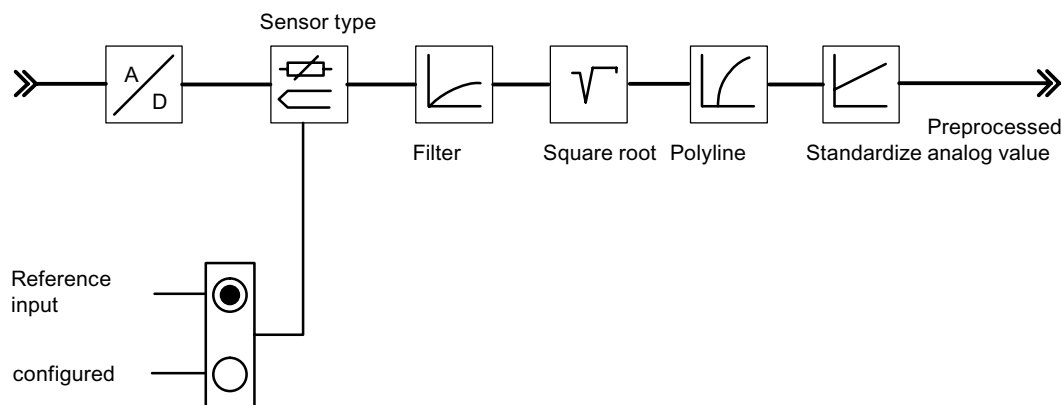 Sensor type
A
D
Filter
Square root
Polyline
Standardize
Preprocessed
analog value
Reference
input
configured